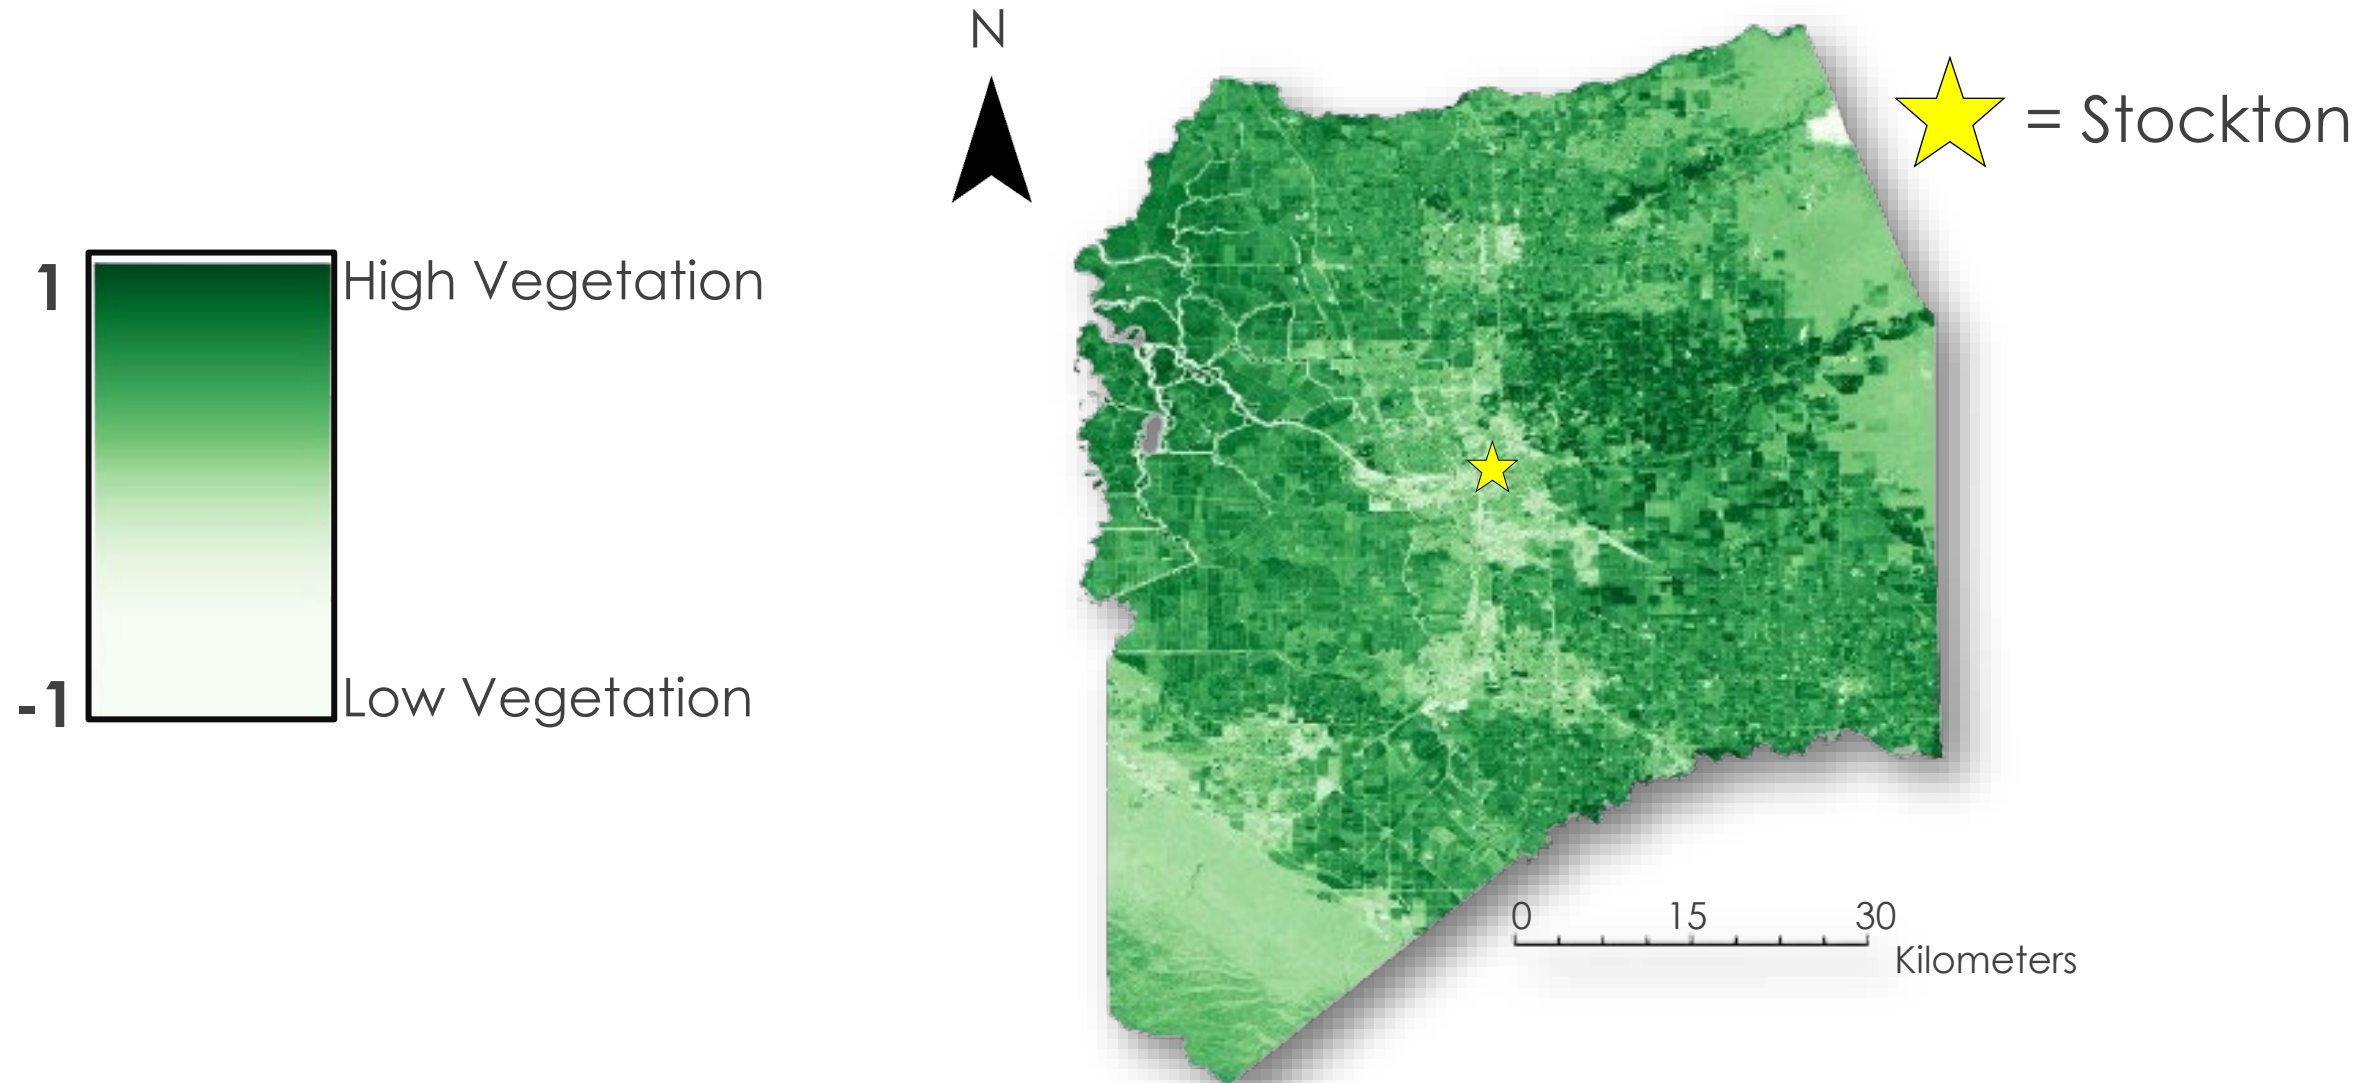 N
= Stockton
1
High Vegetation
-1
Low Vegetation
0 15 30
Kilometers